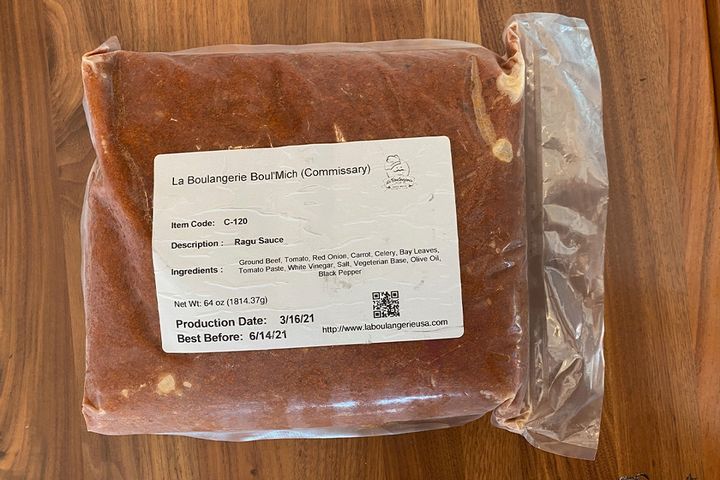 La Boulangerie Boul'Mich (Commissary)
Item Code: C-120
Description : Ragu Sauce
Ingredients : Ground Beef, Tomato, Red Onion, Carrot, Celery, Bay Leaves,
Tomato Paste, White Vinegar, Salt, Vegeterian Base, Olive Oil,
Black Pepper
Net Wt: 64 oz (1814.37g)
Production Date: 3/16/21
Best Before: 6/14/21
http://www.laboulangerieusa.com